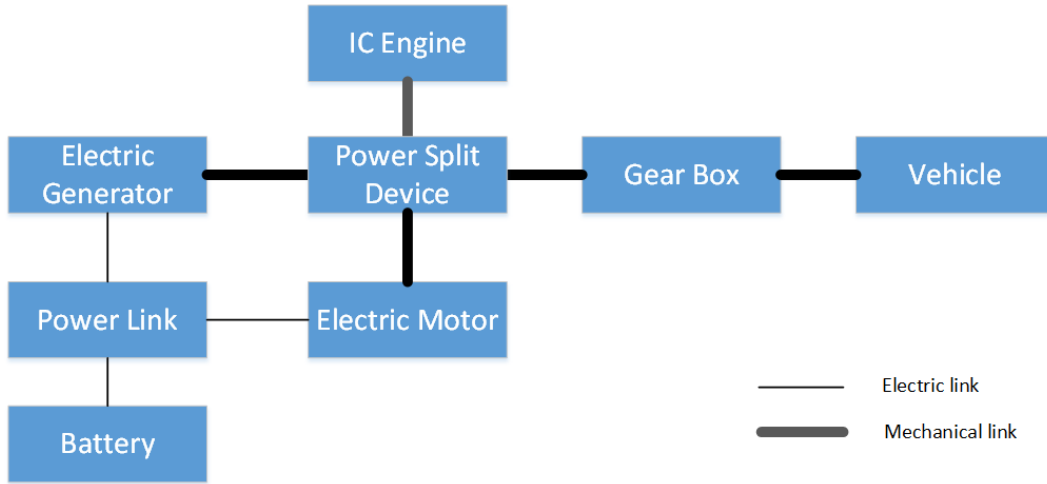 IC Engine
Electric
Generator
Power Split
Device
Gear Box
Vehicle
Power Link
Electric Motor
Battery
Electric link
Mechanical link